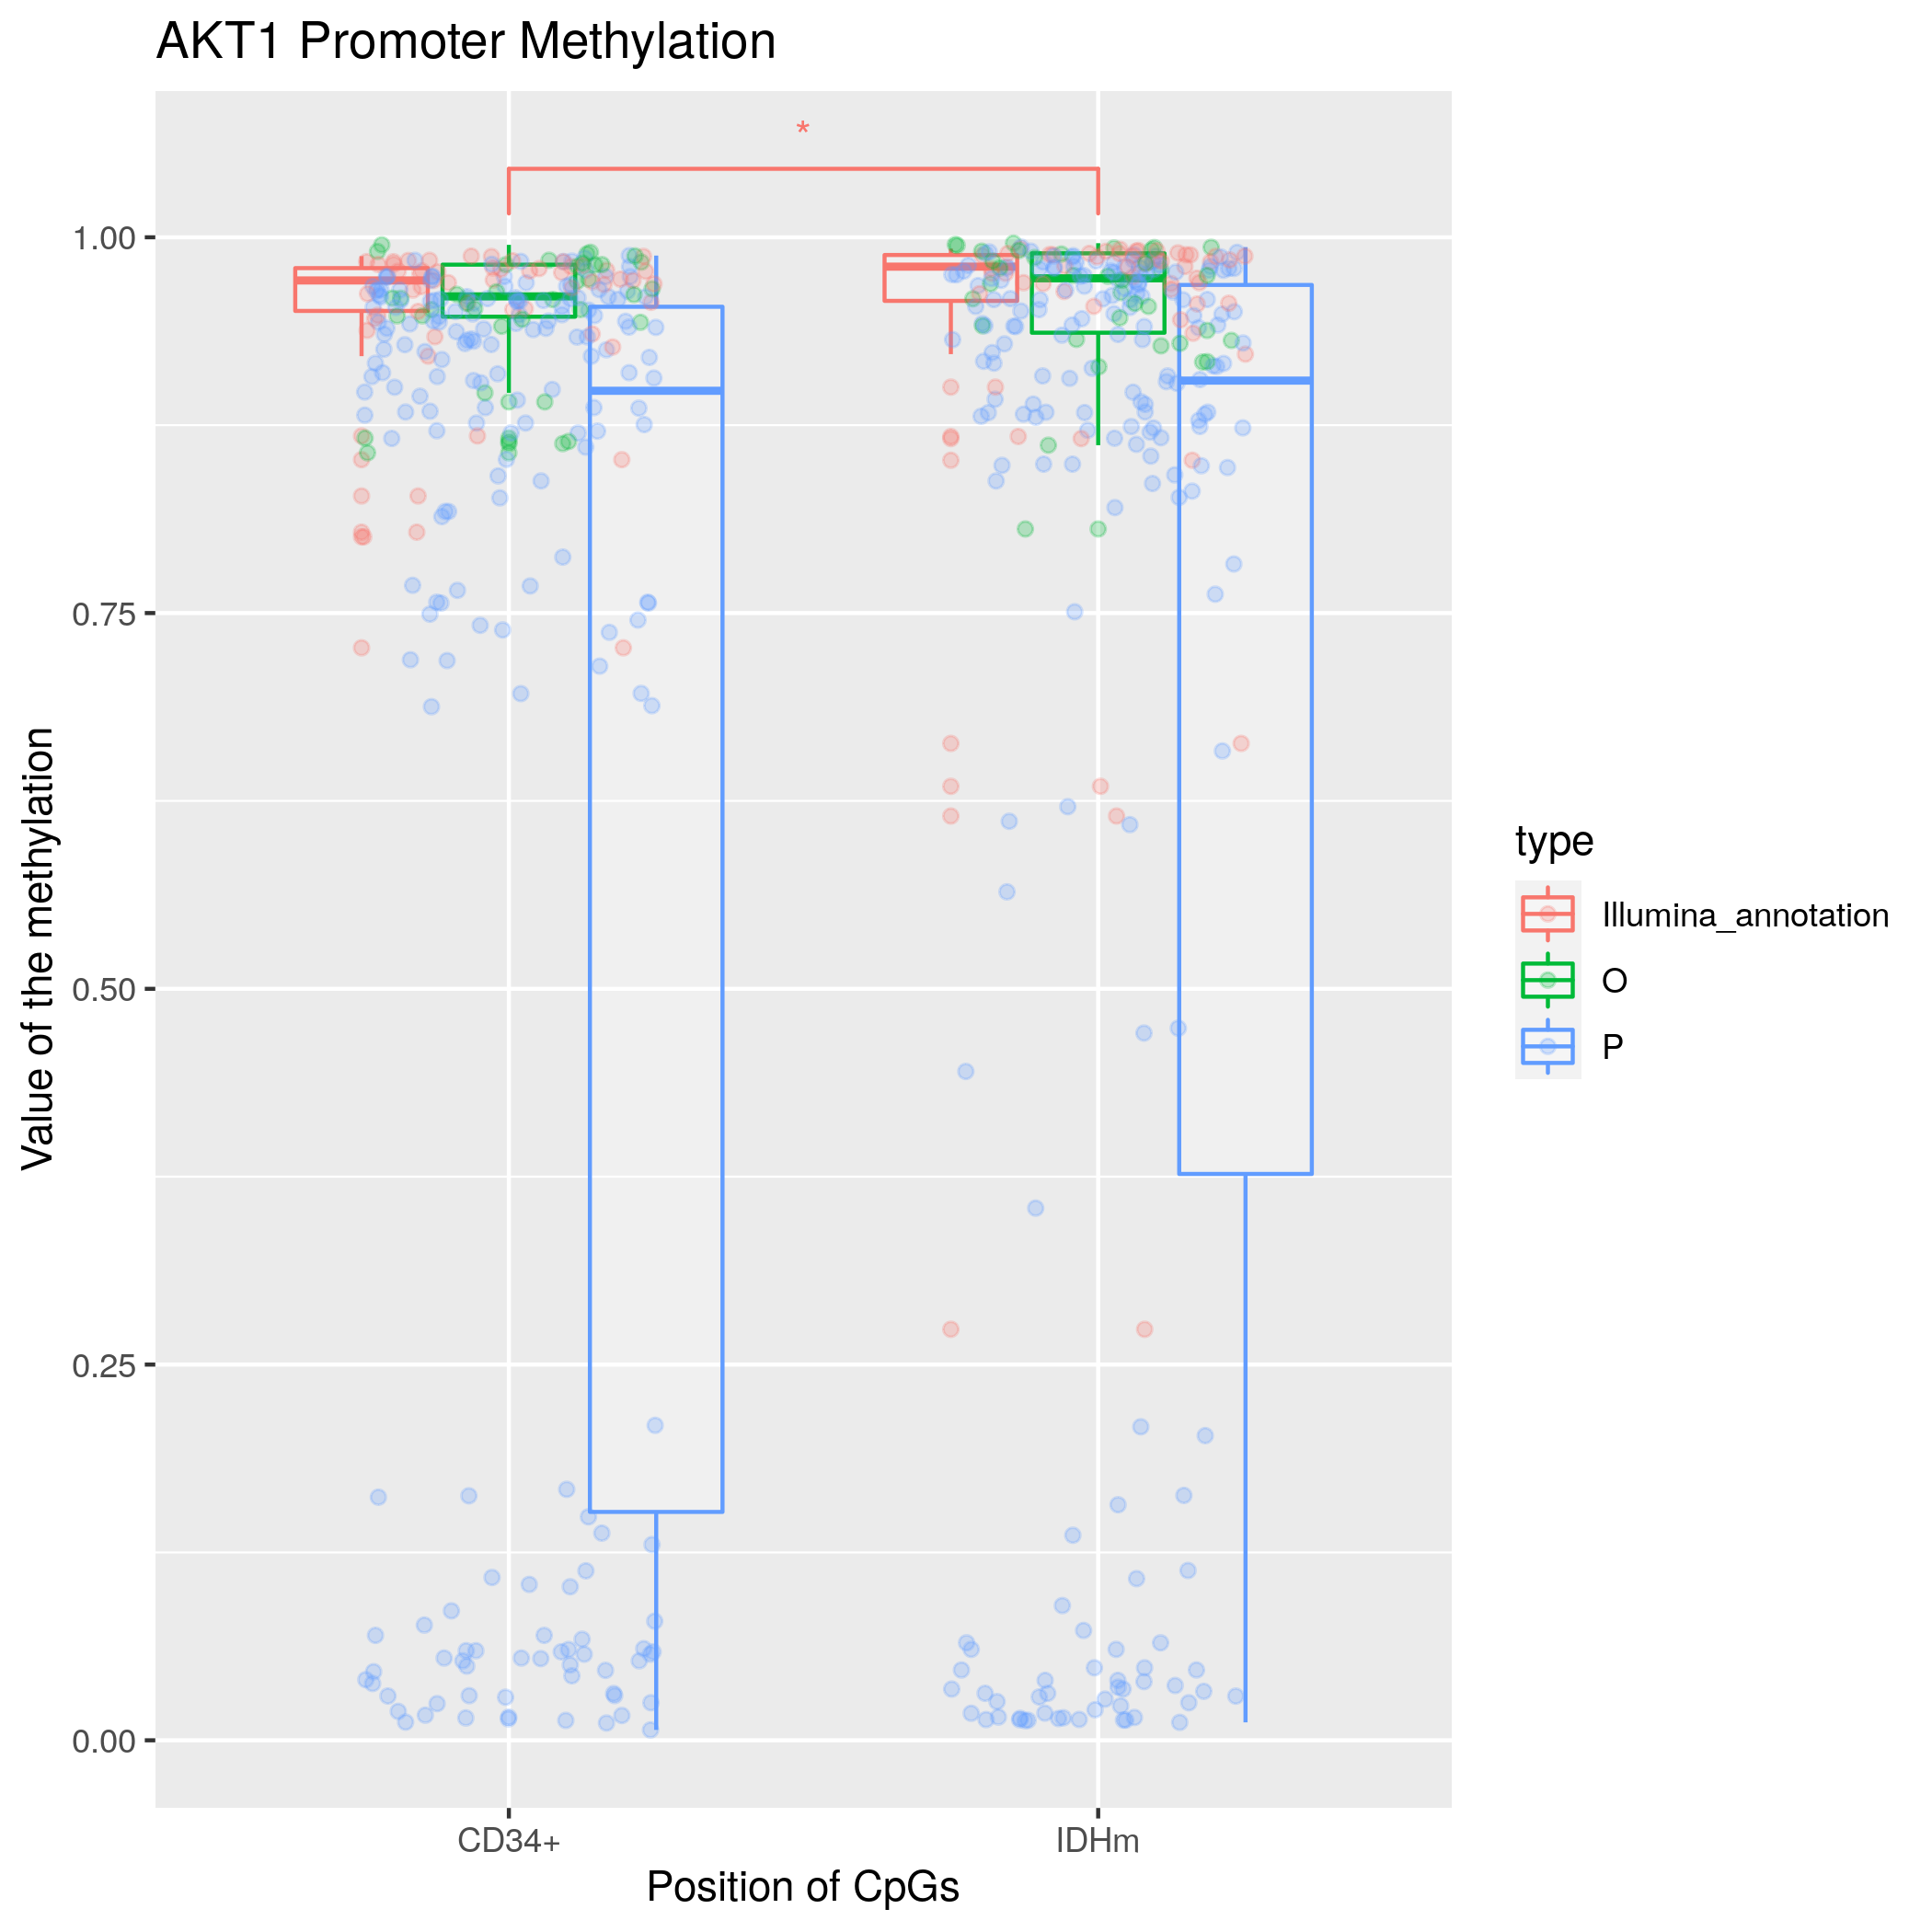 AKT1 Promoter Methylation
*
1.00
0.75
0.50
0.25
0.00
Value of the methylation
CD34+
IDHm
Position of CpGs
type
Illumina_annotation
O
P